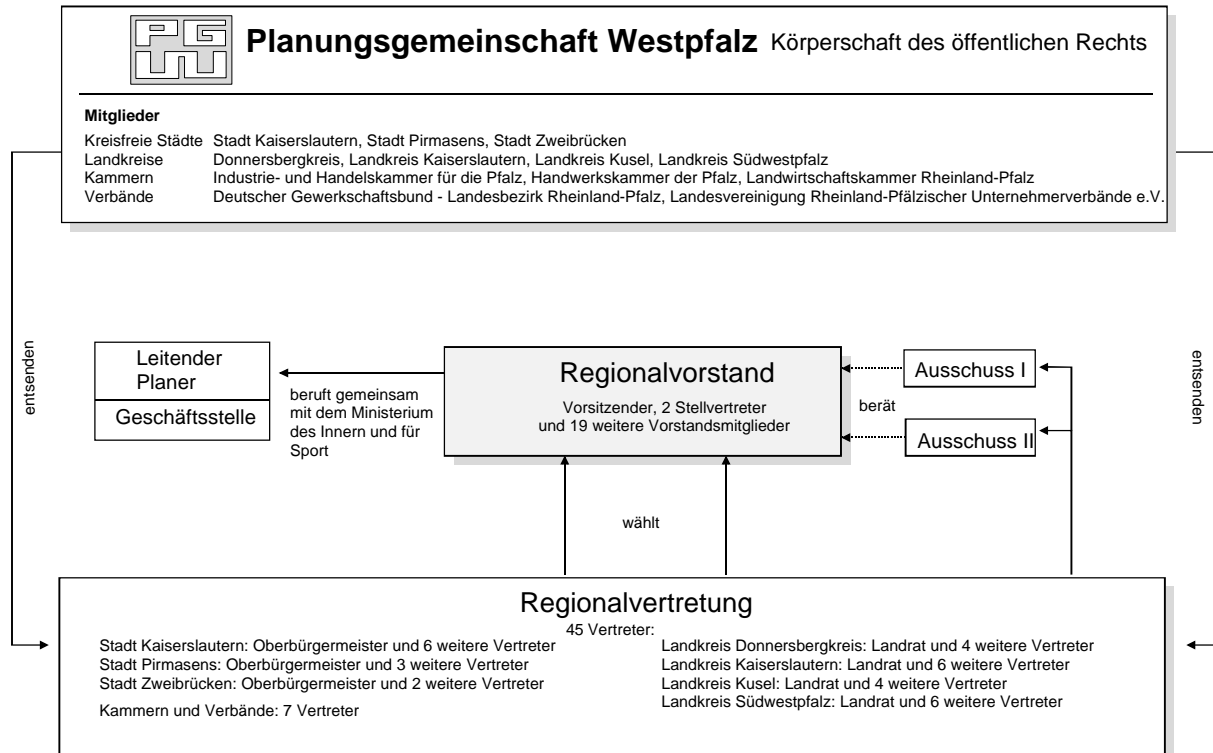 PGW
Planungsgemeinschaft Westpfalz Körperschaft des öffentlichen Rechts
Mitglieder
Kreisfreie Städte Stadt Kaiserslautern, Stadt Pirmasens, Stadt Zweibrücken
Landkreise Donnersbergkreis, Landkreis Kaiserslautern, Landkreis Kusel, Landkreis Südwestpfalz
Kammern Industrie- und Handelskammer für die Pfalz, Handwerkskammer der Pfalz, Landwirtschaftskammer Rheinland-Pfalz
Verbände Deutscher Gewerkschaftsbund - Landesbezirk Rheinland-Pfalz, Landesvereinigung Rheinland-Pfälzischer Unternehmerverbände e.V.
entsenden
Leitender
Planer
Geschäftsstelle
beruft gemeinsam
mit dem Ministerium
des Innern und für
Sport
Regionalvorstand
Vorsitzender, 2 Stellvertreter
und 19 weitere Vorstandsmitglieder
berät
Ausschuss I
Ausschuss II
entsenden
wählt
Regionalvertretung
45 Vertreter:
Stadt Kaiserslautern: Oberbürgermeister und 6 weitere Vertreter
Stadt Pirmasens: Oberbürgermeister und 3 weitere Vertreter
Stadt Zweibrücken: Oberbürgermeister und 2 weitere Vertreter
Kammern und Verbände: 7 Vertreter
Landkreis Donnersbergkreis: Landrat und 4 weitere Vertreter
Landkreis Kaiserslautern: Landrat und 6 weitere Vertreter
Landkreis Kusel: Landrat und 4 weitere Vertreter
Landkreis Südwestpfalz: Landrat und 6 weitere Vertreter